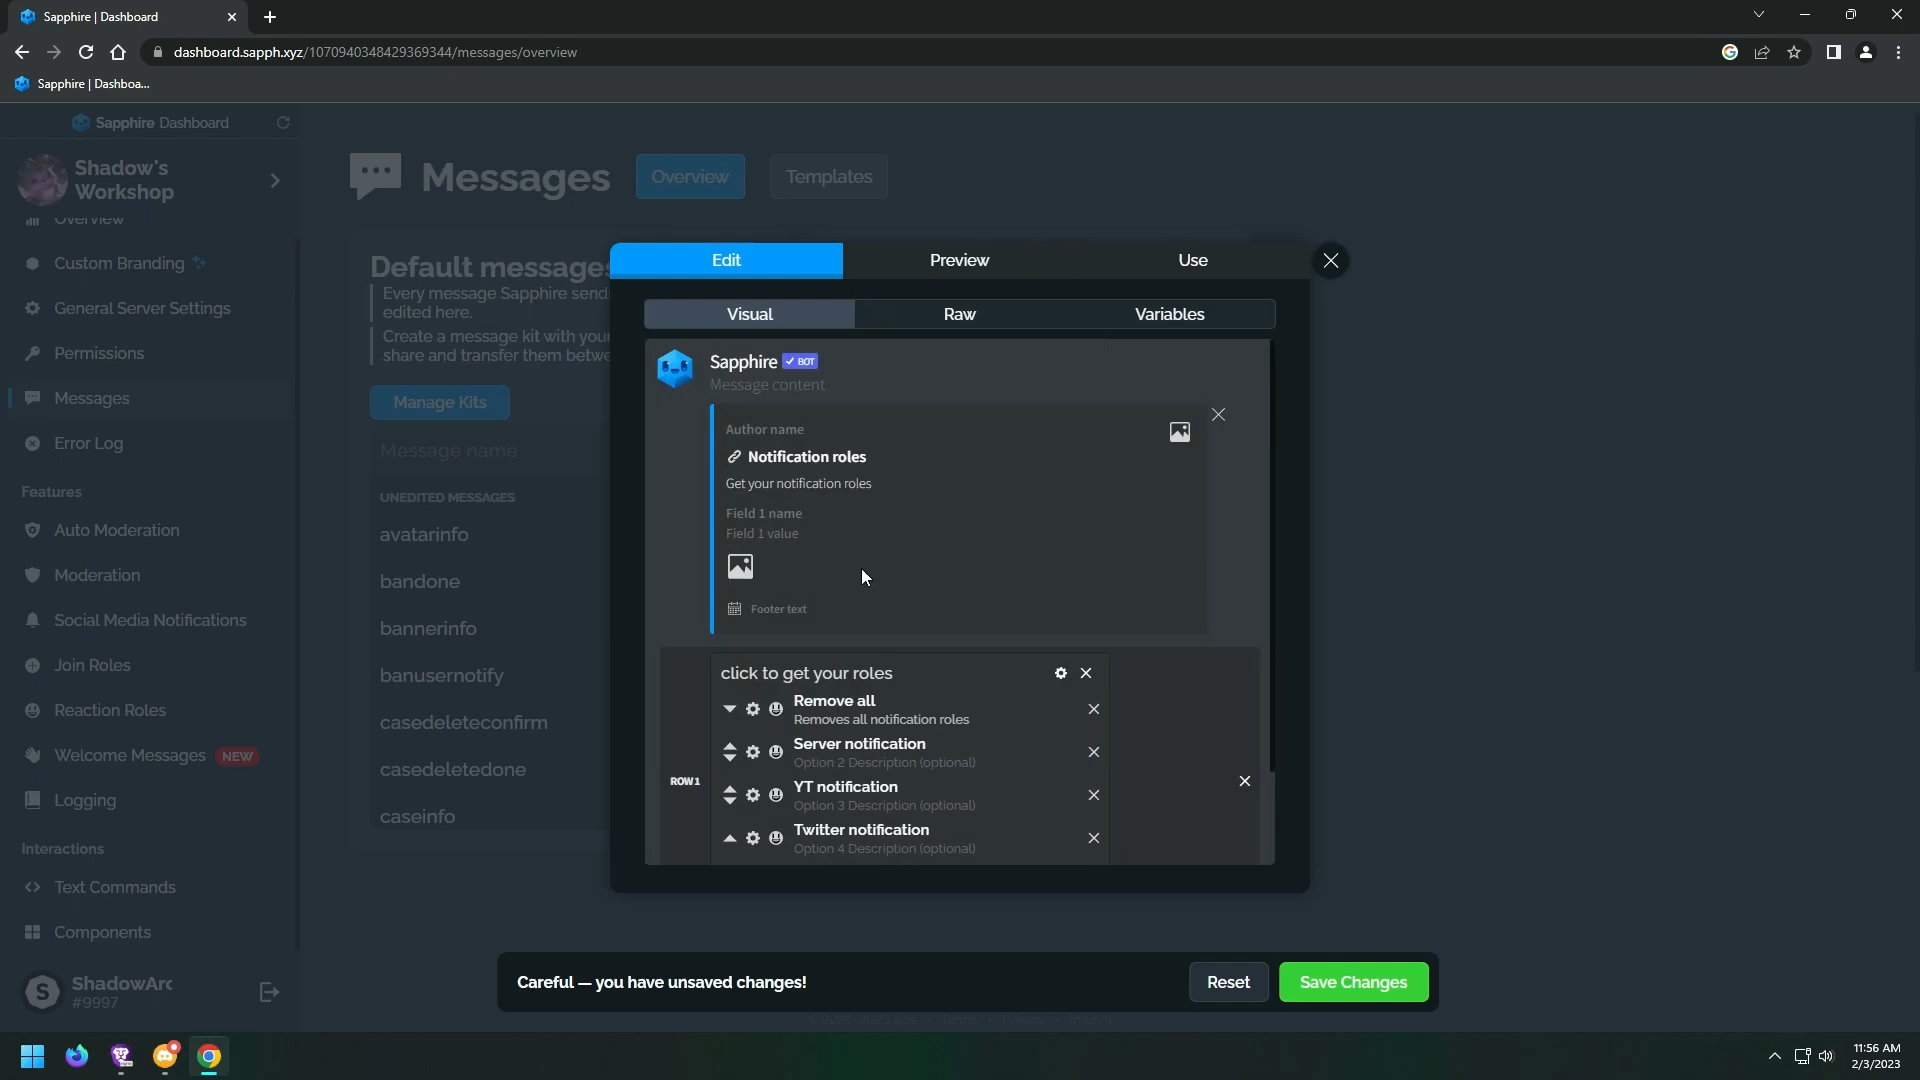 Sapphire | Dashboard
dashboard.sapph.xyz/1070940348429369344/messages/overview
Sapphire | Dashboa...
Sapphire Dashboard
Shadow's
Workshop
Overview
Custom Branding
General Server Settings
Permissions
Messages
Error Log
Features
Auto Moderation
Moderation
Social Media Notifications
Join Roles
Reaction Roles
Welcome Messages NEW
Logging
Interactions
Text Commands
Components
S
ShadowArc
#9997
Messages
Overview
Templates
Default messages
Every message Sapphire sends
edited here.
Create a message kit with your
share and transfer them betwe
Manage Kits
Message name
UNEDITED MESSAGES
avatarinfo
bandone
bannerinfo
banusernotify
casedeleteconfirm
casedeletedone
caseinfo
Edit
Preview
Use
Visual
Raw
Variables
Sapphire BOT
Message content
Author name
Notification roles
Get your notification roles
Field 1 name
Field 1 value
Footer text
ROW 1
click to get your roles
Remove all
Removes all notification roles
Server notification
Option 2 Description (optional)
YT notification
Option 3 Description (optional)
Twitter notification
Option 4 Description (optional)
Careful — you have unsaved changes!
Reset
Save Changes
Terms • Privacy • Imprint
11:56 AM
2/3/2023